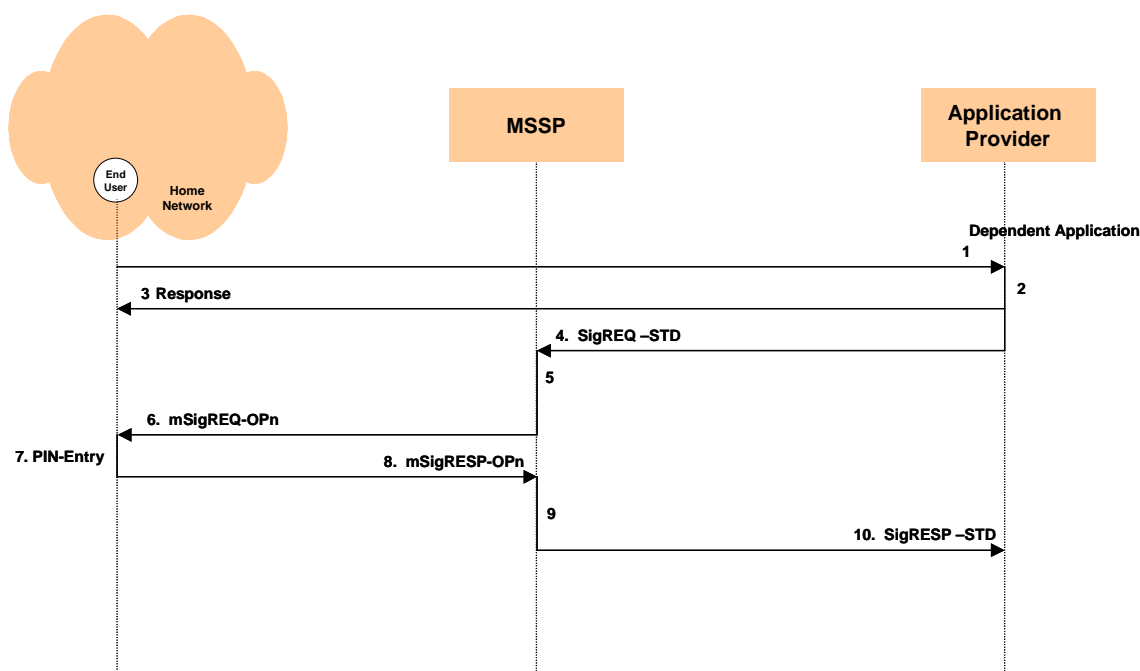 MSSP
Application
Provider
End
User
Home
Network
Dependent Application
1
3 Response
2
4. SigREQ –STD
5
6. mSigREQ-OPn
7. PIN-Entry
8. mSigRESP-OPn
9
10. SigRESP –STD